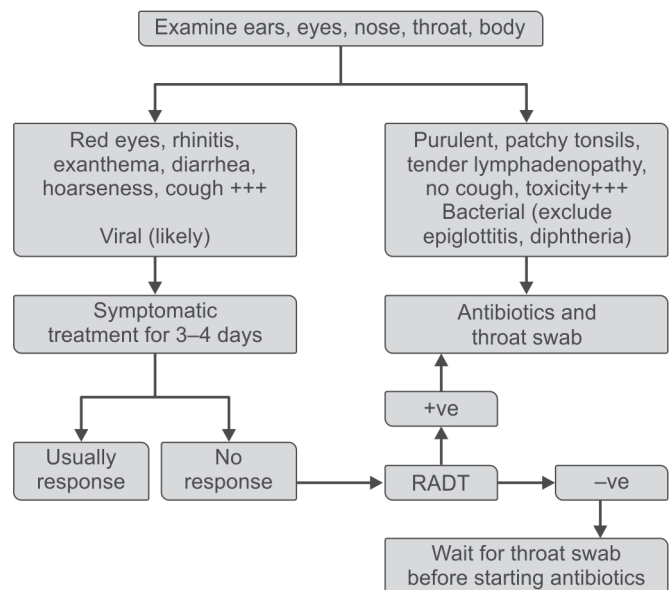 Examine ears, eyes, nose, throat, body
Red eyes, rhinitis,
exanthema, diarrhea,
hoarseness, cough +++
Viral (likely)
Purulent, patchy tonsils,
tender lymphadenopathy,
no cough, toxicity+++
Bacterial (exclude
epiglottitis, diphtheria)
Symptomatic
treatment for 3–4 days
Antibiotics and
throat swab
+ve
Usually
response
No
response
RADT
–ve
Wait for throat swab
before starting antibiotics